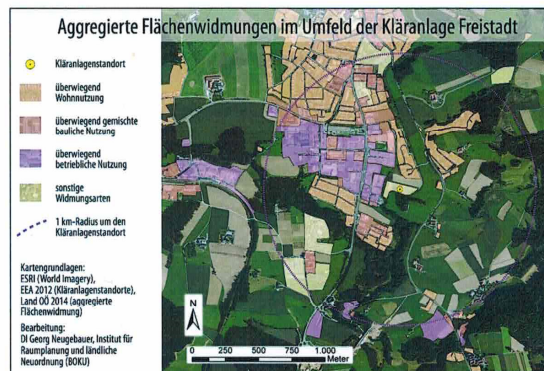 Aggregierte Flächenwidmungen im Umfeld der Kläranlage Freistadt
Kläranlagenstandort
überwiegend
Wohnnutzung
überwiegend gemischte
bauliche Nutzung
überwiegend
betriebliche Nutzung
sonstige
Widmungsarten
1 km-Radius um den
Kläranlagenstandort
Kartengrundlagen:
ESRI (World Imagery),
EEA 2012 (Kläranlagenstandorte),
Land OÖ 2014 (aggregierte
Flächenwidmung)
Bearbeitung:
DI Georg Neugebauer, Institut für
Raumplanung und ländliche
Neuordnung (BOKU)
N
0 250 500 750 1.000
Meter